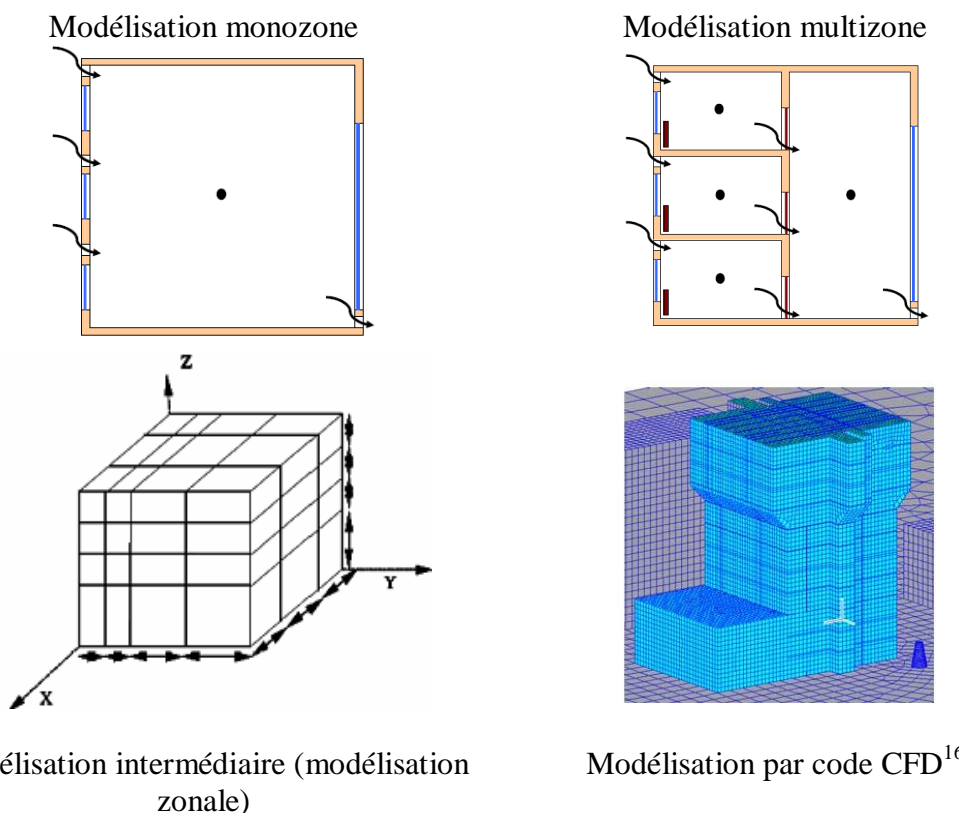 Modélisation monozone
Modélisation multizone
Z
Y
X
élisation intermédiaire (modélisation
zonale)
Modélisation par code CFD16